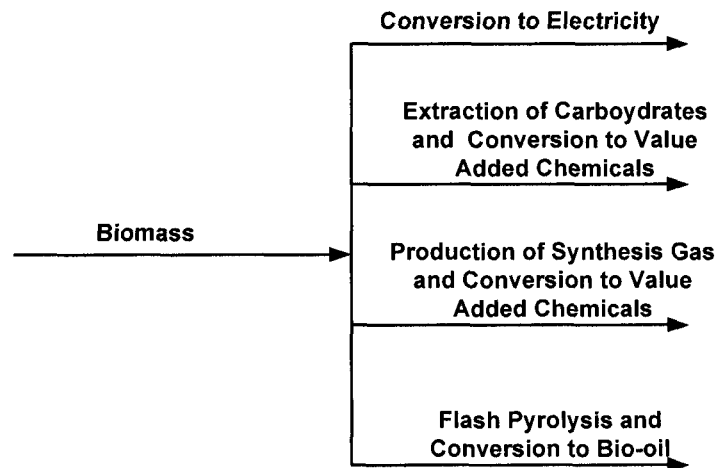 Conversion to Electricity
Extraction of Carboydrates
and Conversion to Value
Added Chemicals
Biomass
Production of Synthesis Gas
and Conversion to Value
Added Chemicals
Flash Pyrolysis and
Conversion to Bio-oil